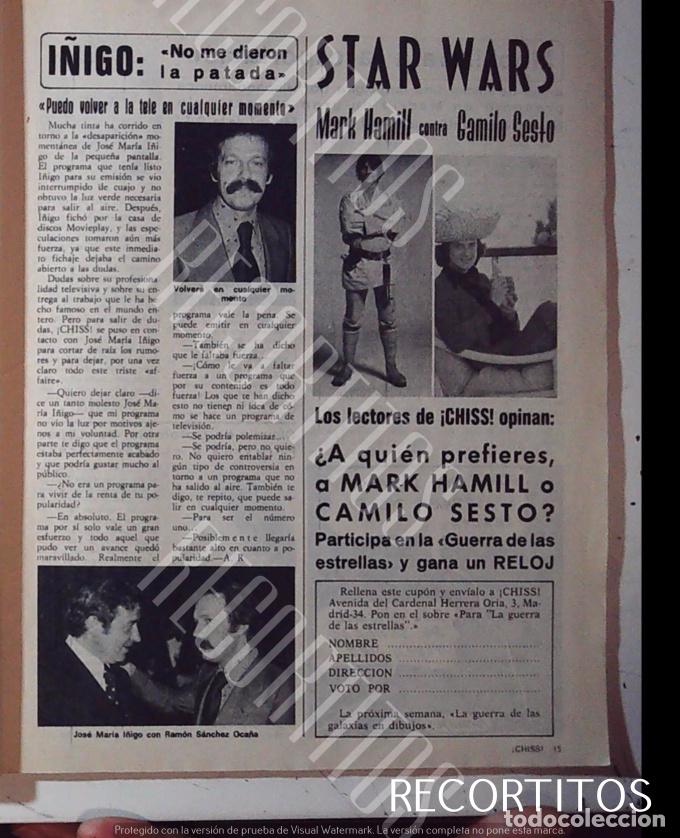 IÑIGO: «No me dieron
la patada»
«Puedo volver a la tele en cualquier momento»
Mucha tinta ha corrido en
torno a la «desaparición» mo-
mentánea de José María Iñi-
go de la pequeña pantalla.
El programa que tenía listo
Iñigo para su emisión se vio
interrumpido de cuajo y no
obtuvo la luz verde necesaria
para salir al aire. Después,
Iñigo fichó por la casa de
discos Movieplay, y las espe-
culaciones tomaron aún más
fuerza, ya que este inmedia-
to fichaje dejaba el camino
abierto a las dudas.
Dudas sobre su profesiona-
lidad televisiva y sobre su en-
trega al trabajo que le ha he-
cho famoso en el mundo en-
tero. Pero para salir de du-
das, ¡CHISS! se puso en con-
tacto con José María Iñigo
para cortar de raíz los rumo-
res y para dejar, por una vez
claro todo este triste «af-
faire».
—Quiero dejar claro —di-
ce un tanto molesto José Ma-
ría Iñigo— que mi programa
no vio la luz por motivos aje-
nos a mi voluntad. Por otra
parte te digo que el programa
estaba perfectamente acabado
y que podría gustar mucho al
público.
—¿No era un programa pa-
ra vivir de la renta de tu po-
pularidad?
—En absoluto. El progra-
ma por sí solo vale un gran
esfuerzo y todo aquel que
pudo ver un avance quedó
maravillado. Realmente el
Volverá en cualquier mo-
mento
programa vale la pena. Se
puede emitir en cualquier
momento.
—También se ha dicho
que le faltaba fuerza...
—¡Cómo le va a faltar
fuerza a un programa que
por su contenido es todo
fuerza! Los que te han dicho
esto no tienen ni idea de có-
mo se hace un programa de
televisión.
—Se podría polemizar...
—Se podría, pero no quie-
ro. No quiero entablar nin-
gún tipo de controversia en
torno a un programa que no
ha salido al aire. También te
digo, te repito, que puede sa-
lir en cualquier momento.
—Para ser el número
uno...
—Posiblemente llegaría
bastante alto en cuanto a po-
pularidad.—A. R.
José María Iñigo con Ramón Sánchez Ocaña
STAR WARS
Mark Hamill contra Camilo Sesto
Los lectores de ¡CHISS! opinan:
¿A quién prefieres,
a MARK HAMILL o
CAMILO SESTO?
Participa en la «Guerra de las
estrellas» y gana un RELOJ
Rellena este cupón y envíalo a ¡CHISS!
Avenida del Cardenal Herrera Oria, 3, Ma-
drid-34. Pon en el sobre «Para "La guerra
de las estrellas".»
NOMBRE
APELLIDOS
DIRECCION
VOTO POR
La próxima semana, «La guerra de las
galaxias en dibujos».
¡CHISS! 15
RECORTITOS
RECORTITOS
RECORTITOS
RECORTITOS
RECORTITOS
todocoleccion
Protegido con la versión de prueba de Visual Watermark. La versión completa no pone esta marca.